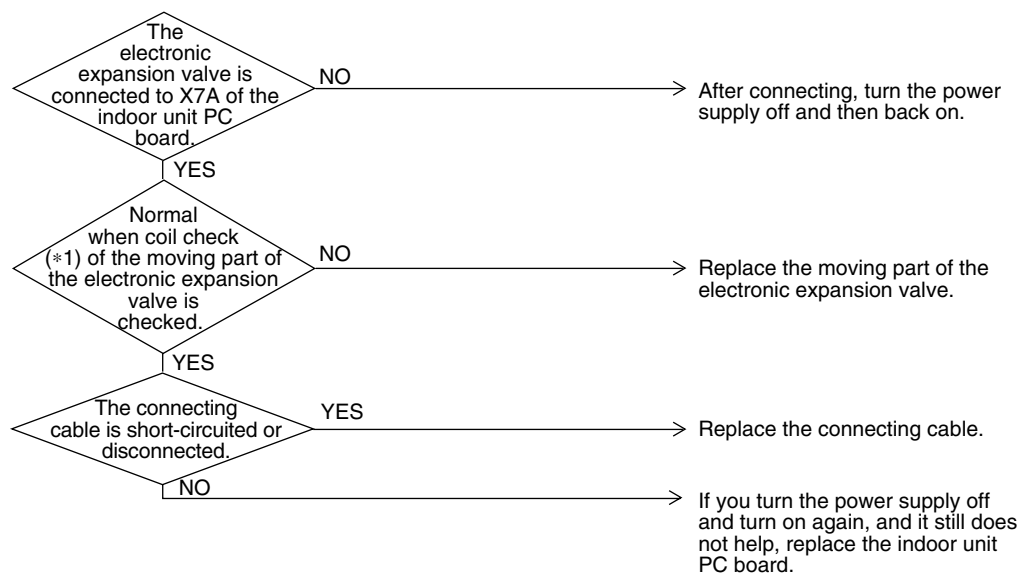 The
electronic
expansion valve is
connected to X7A of the
indoor unit PC
board.
NO
After connecting, turn the power
supply off and then back on.
YES
Normal
when coil check
(∗1) of the moving part of
the electronic expansion
valve is
checked.
NO
Replace the moving part of the
electronic expansion valve.
YES
The connecting
cable is short-circuited or
disconnected.
YES
Replace the connecting cable.
NO
If you turn the power supply off
and turn on again, and it still does
not help, replace the indoor unit
PC board.